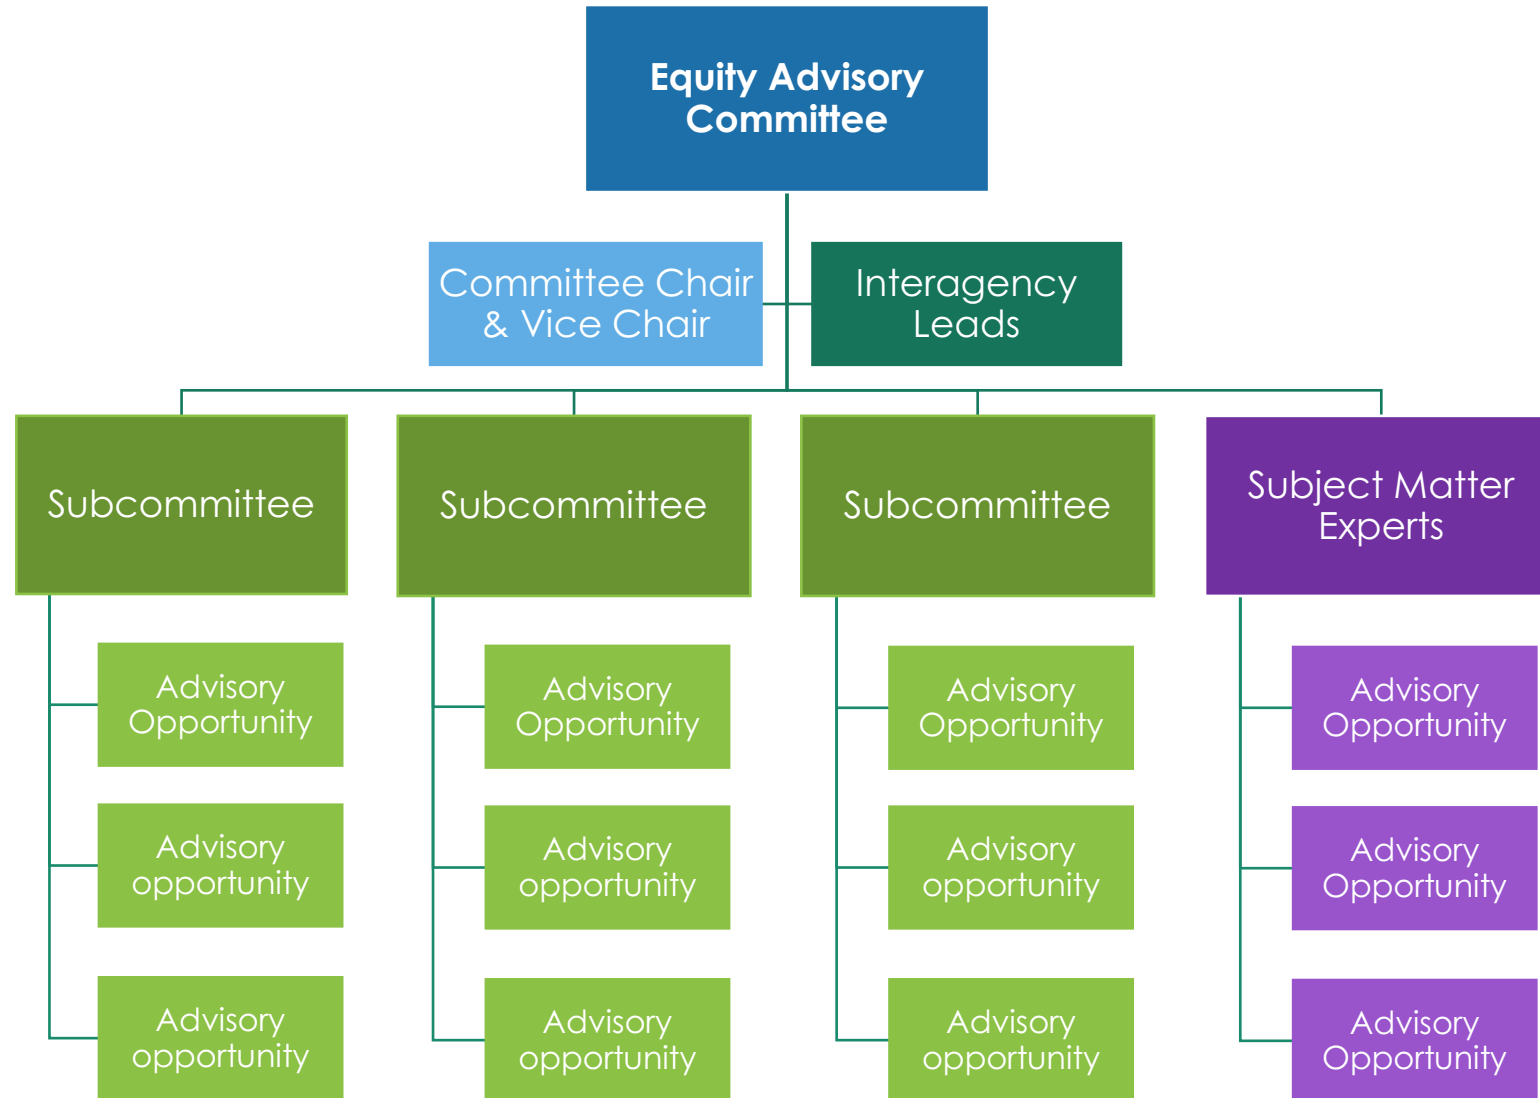 Equity Advisory
Committee
Committee Chair
& Vice Chair
Interagency
Leads
Subcommittee
Subcommittee
Subcommittee
Subject Matter
Experts
Advisory
Opportunity
Advisory
opportunity
Advisory
opportunity
Advisory
Opportunity
Advisory
opportunity
Advisory
opportunity
Advisory
Opportunity
Advisory
opportunity
Advisory
opportunity
Advisory
Opportunity
Advisory
Opportunity
Advisory
Opportunity